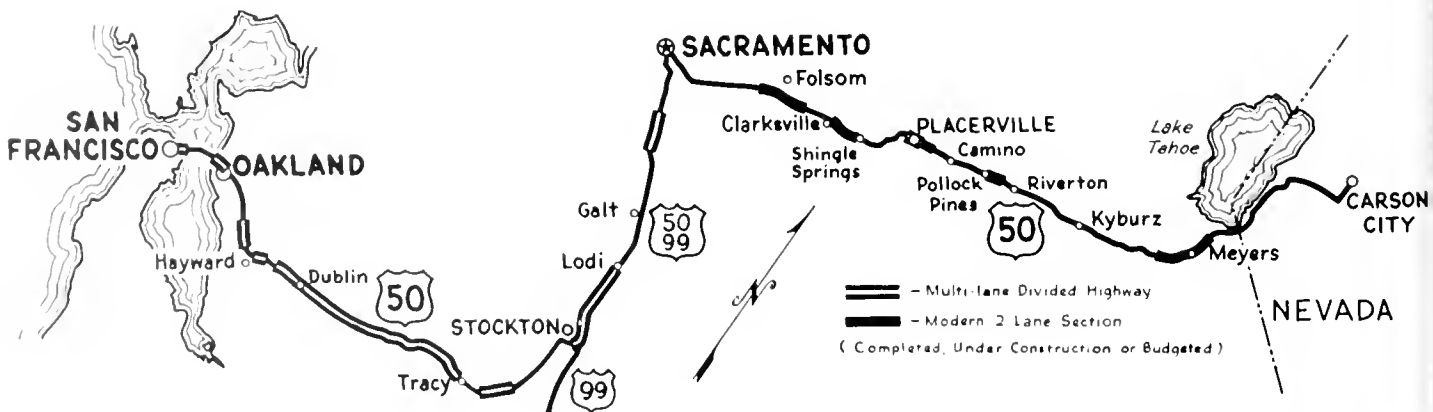 SACRAMENTO
Folsom
SAN
FRANCISCO
OAKLAND
Clarksville
PLACERVILLE
Camino
Shingle
Springs
Pollock
Pines
Riverton
Lake
Tahoe
CARSON
CITY
Galt
50
99
50
Kyburz
Meyers
Hayward
Dublin
50
Lodi
STOCKTON
Tracy
99
N
- Multi-lane Divided Highway
- Modern 2 Lane Section
( Completed, Under Construction or Budgeted )
NEVADA